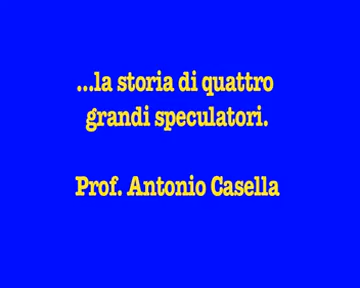 ...la storia di quattro
grandi speculatori.
Prof. Antonio Casella